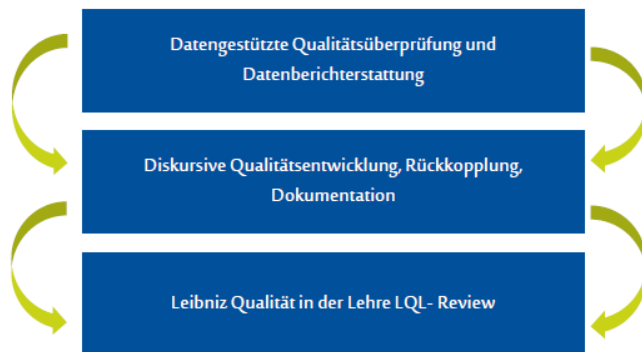 Datengestützte Qualitätsüberprüfung und
Datenberichterstattung
Diskursive Qualitätsentwicklung, Rückkopplung,
Dokumentation
Leibniz Qualität in der Lehre LQL- Review